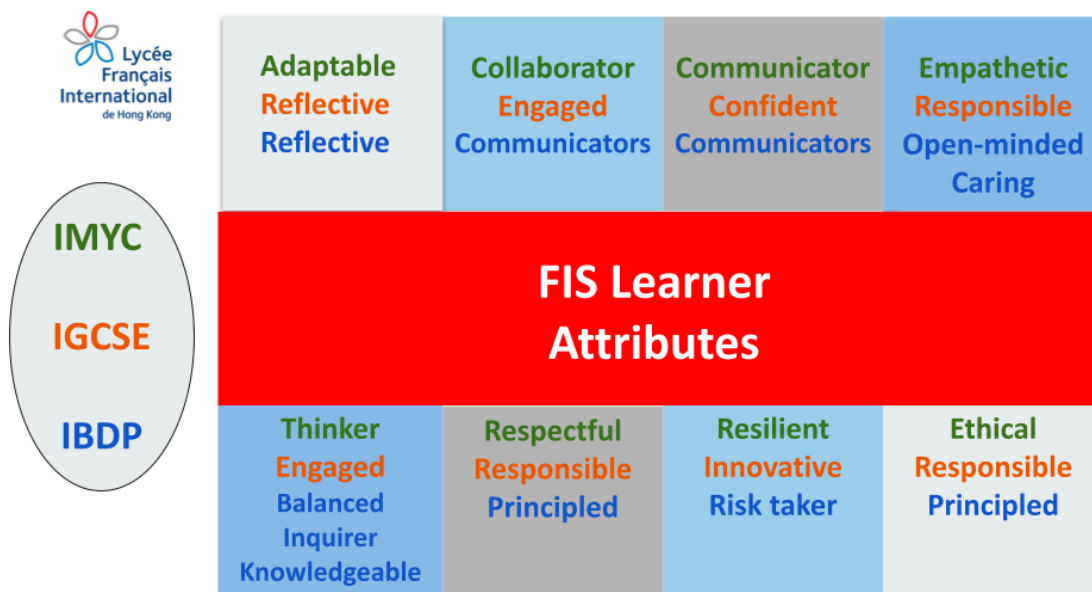 Lycée
Français
International
de Hong Kong
IMYC
IGCSE
IBDP
Adaptable
Reflective
Reflective
Collaborator
Engaged
Communicators
Communicator
Confident
Communicators
Empathetic
Responsible
Open-minded
Caring
FIS Learner
Attributes
Thinker
Engaged
Balanced
Inquirer
Knowledgeable
Respectful
Responsible
Principled
Resilient
Innovative
Risk taker
Ethical
Responsible
Principled